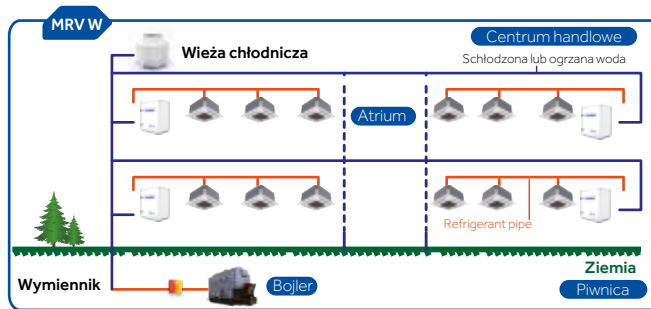 MRV W
Wieża chłodnicza
Centrum handlowe
Schłodzona lub ogrzana woda
Atrium
Refrigerant pipe
Ziemia
Wymiennik
Bojler
Piwnica